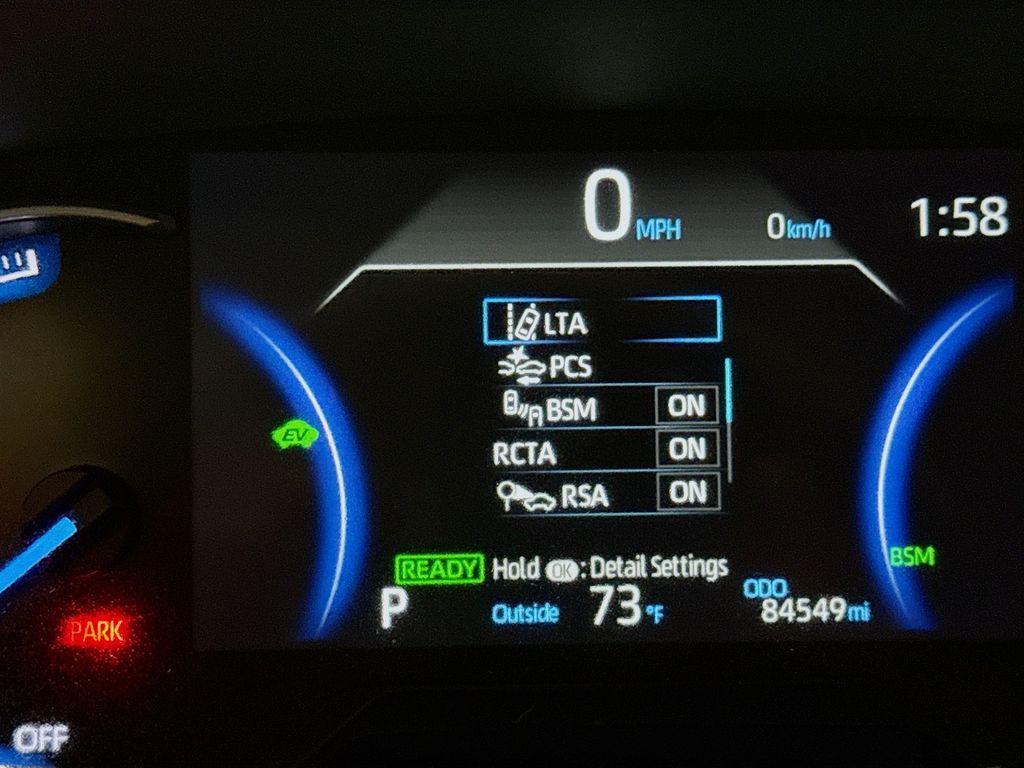 0 MPH 0 km/h 1:58
LTA
PCS
BSM ON
RCTA ON
RSA ON
EV
BSM
READY Hold OK : Detail Settings
P Outside 73 °F ODO 84549 mi
PARK
OFF